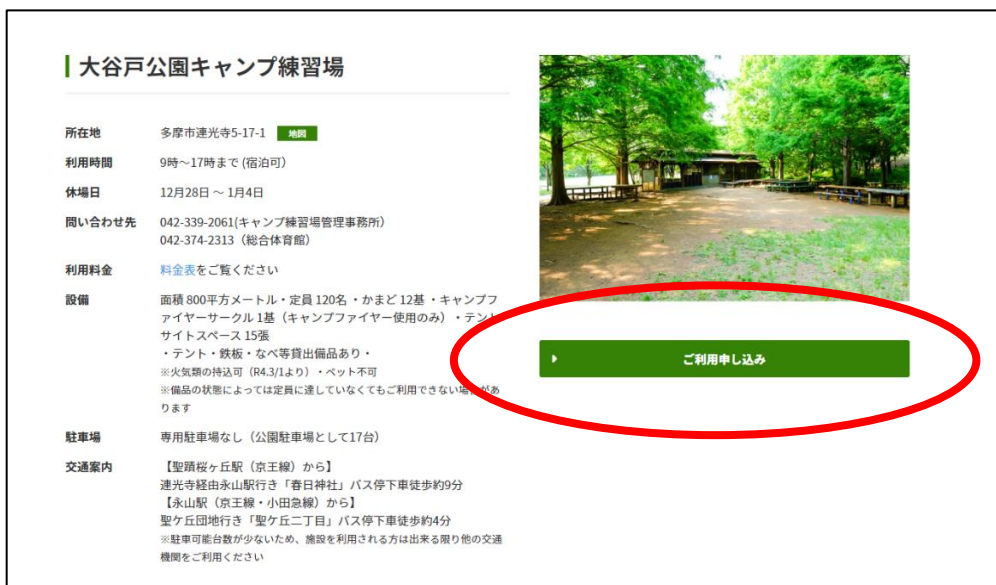 大谷戸公園キャンプ練習場
所在地 多摩市連光寺5-17-1 地図
利用時間 9時～17時まで (宿泊可)
休場日 12月28日 ～ 1月4日
問い合わせ先 042-339-2061(キャンプ練習場管理事務所)
042-374-2313（総合体育館）
利用料金 料金表をご覧ください
設備 面積 800平方メートル・定員 120名 ・かまど 12基 ・キャンプフ
ァイヤーサークル 1基（キャンプファイヤー使用のみ）・テント
サイトスペース 15張
・テント・鉄板・なべ等貸出備品あり・
※火気類の持込可（R4.3/1より）・ペット不可
※備品の状態によっては定員に達していなくてもご利用できない場合があ
ります
駐車場 専用駐車場なし（公園駐車場として17台）
交通案内 【聖蹟桜ヶ丘駅（京王線）から】
連光寺経由永山駅行き「春日神社」バス停下車徒歩約9分
【永山駅（京王線・小田急線）から】
聖ケ丘団地行き「聖ケ丘二丁目」バス停下車徒歩約4分
※駐車可能台数が少ないため、施設を利用される方は出来る限り他の交通
機関をご利用ください
ご利用申し込み